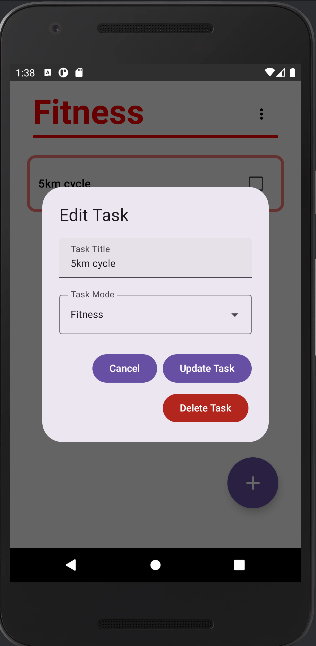 1:38
Fitness
5km cycle
Edit Task
Task Title
5km cycle
Task Mode
Fitness
Cancel
Update Task
Delete Task